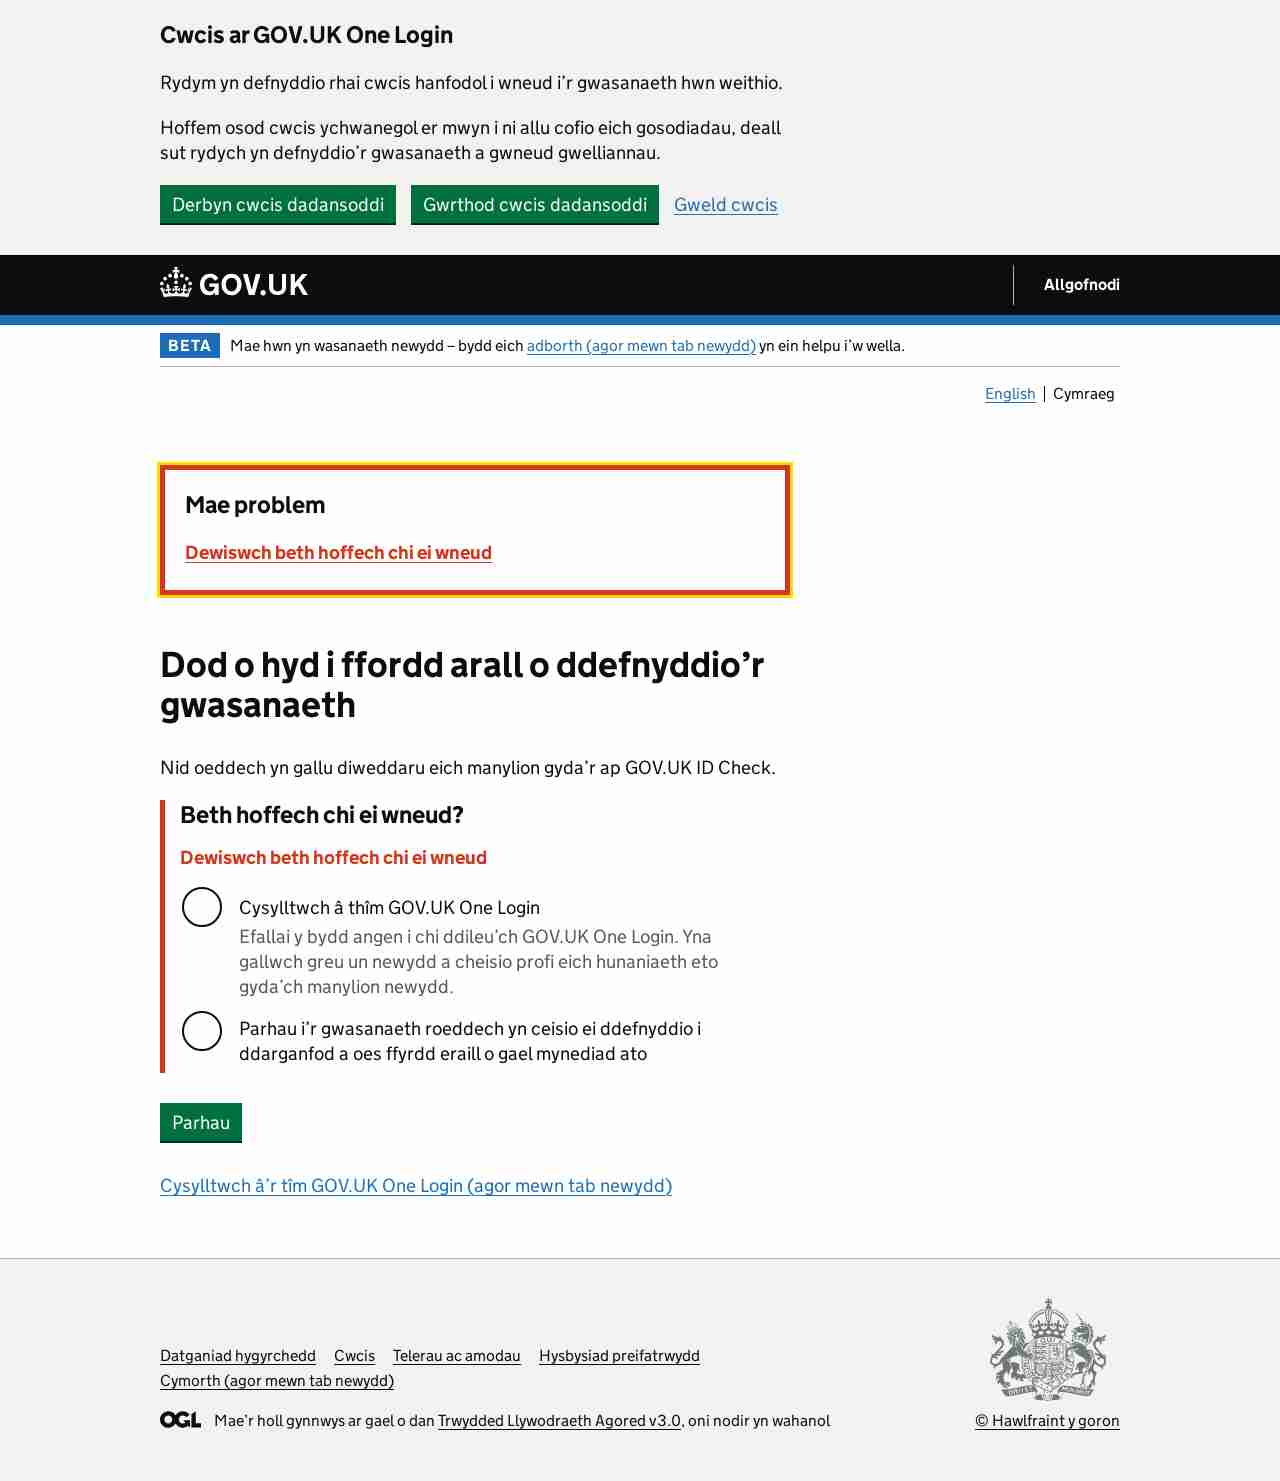 Cwcis ar GOV.UK One Login
Rydym yn defnyddio rhai cwcis hanfodol i wneud i’r gwasanaeth hwn weithio.
Hoffem osod cwcis ychwanegol er mwyn i ni allu cofio eich gosodiadau, deall
sut rydych yn defnyddio’r gwasanaeth a gwneud gwelliannau.
Derbyn cwcis dadansoddi Gwrthod cwcis dadansoddi Gweld cwcis
GOV.UK Allgofnodi
BETA Mae hwn yn wasanaeth newydd – bydd eich adborth (agor mewn tab newydd) yn ein helpu i’w wella.
English Cymraeg
Mae problem
Dewiswch beth hoffech chi ei wneud
Dod o hyd i ffordd arall o ddefnyddio’r
gwasanaeth
Nid oeddech yn gallu diweddaru eich manylion gyda’r ap GOV.UK ID Check.
Beth hoffech chi ei wneud?
Dewiswch beth hoffech chi ei wneud
Cysylltwch â thîm GOV.UK One Login
Efallai y bydd angen i chi ddileu’ch GOV.UK One Login. Yna
gallwch greu un newydd a cheisio profi eich hunaniaeth eto
gyda’ch manylion newydd.
Parhau i’r gwasanaeth roeddech yn ceisio ei ddefnyddio i
ddarganfod a oes ffyrdd eraill o gael mynediad ato
Parhau
Cysylltwch â’r tîm GOV.UK One Login (agor mewn tab newydd)
Datganiad hygyrchedd Cwcis Telerau ac amodau Hysbysiad preifatrwydd
Cymorth (agor mewn tab newydd)
OGL Mae’r holl gynnwys ar gael o dan Trwydded Llywodraeth Agored v3.0, oni nodir yn wahanol
© Hawlfraint y goron